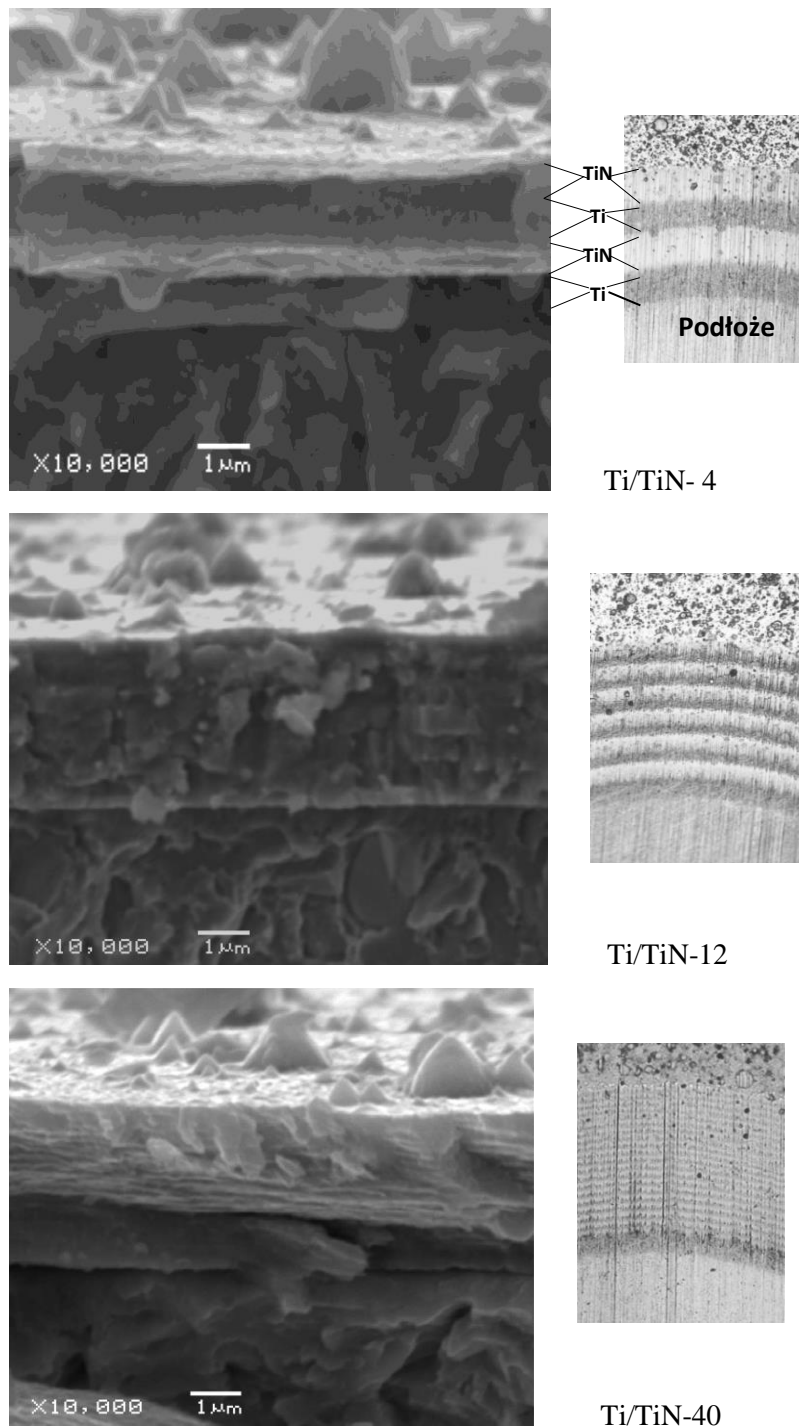 TiN
Ti
TiN
Ti
Podłoże
X10,000 1μm
Ti/TiN- 4
X10,000 1μm
Ti/TiN-12
X10,000 1μm
Ti/TiN-40